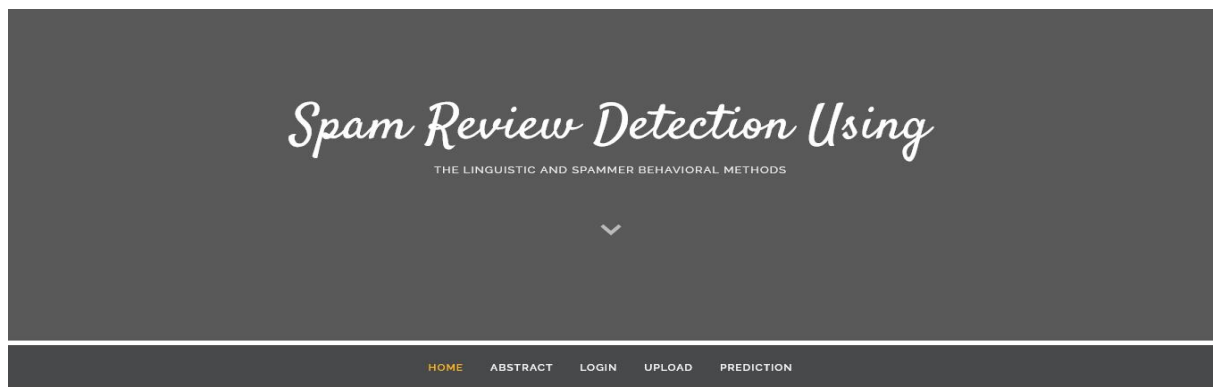 Spam Review Detection Using
THE LINGUISTIC AND SPAMMER BEHAVIORAL METHODS
HOME ABSTRACT LOGIN UPLOAD PREDICTION